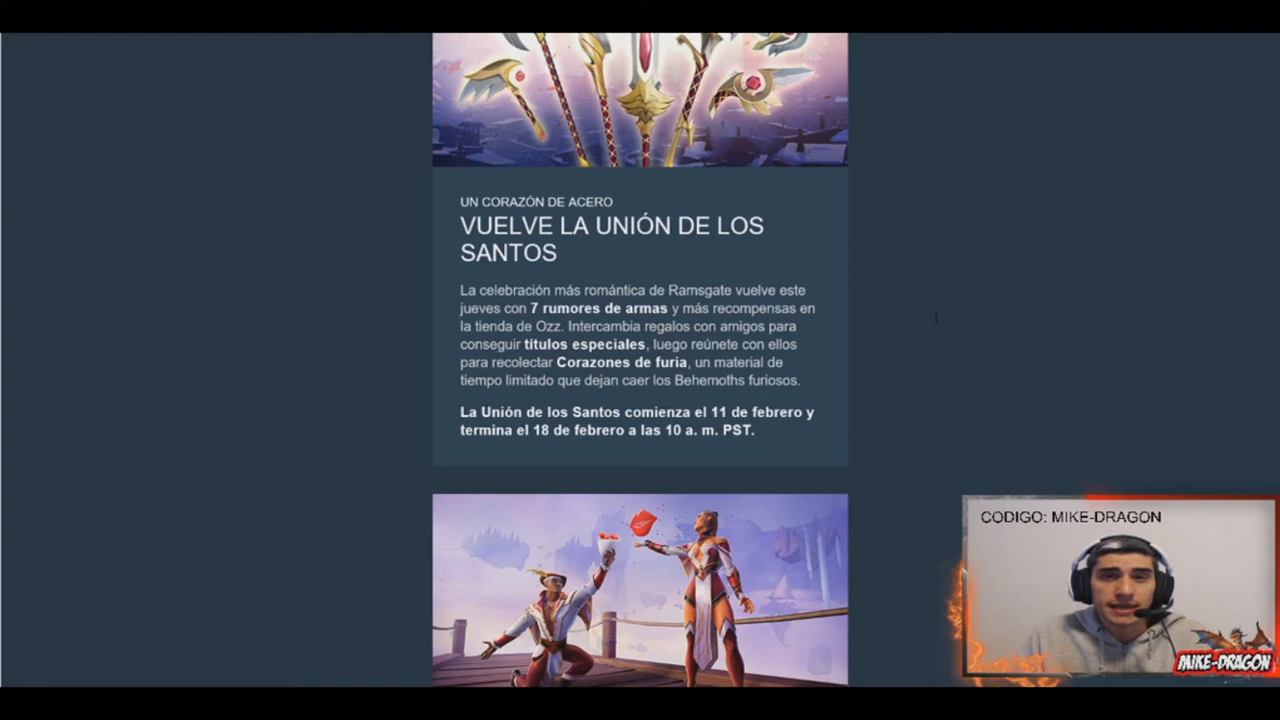 UN CORAZÓN DE ACERO
VUELVE LA UNIÓN DE LOS
SANTOS
La celebración más romántica de Ramsgate vuelve este
jueves con 7 rumores de armas y más recompensas en
la tienda de Ozz. Intercambia regalos con amigos para
conseguir títulos especiales, luego reúnete con ellos
para recolectar Corazones de furia, un material de
tiempo limitado que dejan caer los Behemoths furiosos.
La Unión de los Santos comienza el 11 de febrero y
termina el 18 de febrero a las 10 a. m. PST.
CODIGO: MIKE-DRAGON
MIKE-DRAGON